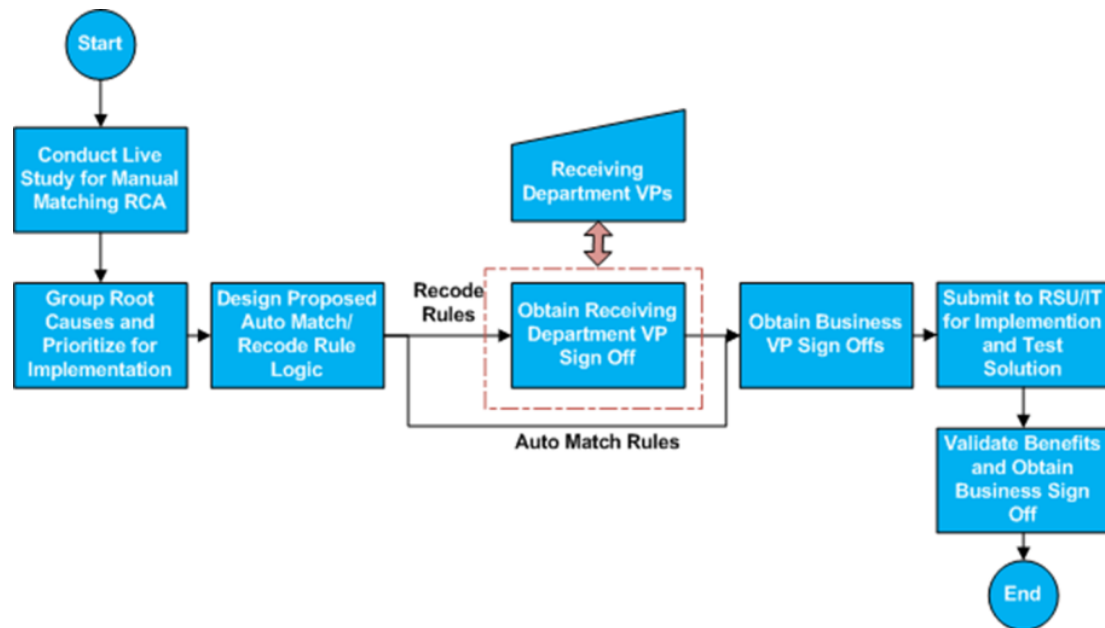 Start
Conduct Live
Study for Manual
Matching RCA
Group Root
Causes and
Prioritize for
Implementation
Design Proposed
Auto Match/
Recode Rule
Logic
Recode
Rules
Auto Match Rules
Receiving
Department VPs
Obtain Receiving
Department VP
Sign Off
Obtain Business
VP Sign Offs
Submit to RSU/IT
for Implemention
and Test
Solution
Validate Benefits
and Obtain
Business Sign
Off
End